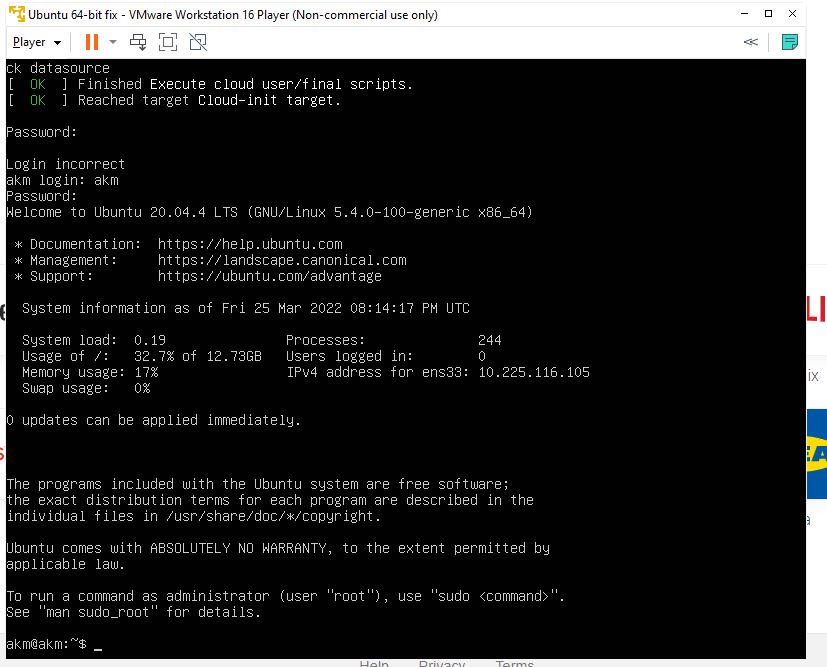 Ubuntu 64-bit fix - VMware Workstation 16 Player (Non-commercial use only)
Player
ck datasource
[  OK  ] Finished Execute cloud user/final scripts.
[  OK  ] Reached target Cloud-init target.
Password:
Login incorrect
akm login: akm
Password:
Welcome to Ubuntu 20.04.4 LTS (GNU/Linux 5.4.0-100-generic x86_64)
* Documentation:  https://help.ubuntu.com
* Management:     https://landscape.canonical.com
* Support:        https://ubuntu.com/advantage
System information as of Fri 25 Mar 2022 08:14:17 PM UTC
System load:  0.19               Processes:              244
Usage of /:   32.7% of 12.73GB   Users logged in:        0
Memory usage: 17%                IPv4 address for ens33: 10.225.116.105
Swap usage:   0%
0 updates can be applied immediately.
The programs included with the Ubuntu system are free software;
the exact distribution terms for each program are described in the
individual files in /usr/share/doc/*/copyright.
Ubuntu comes with ABSOLUTELY NO WARRANTY, to the extent permitted by
applicable law.
To run a command as administrator (user "root"), use "sudo <command>".
See "man sudo_root" for details.
akm@akm:~$ _
Help Privacy Terms